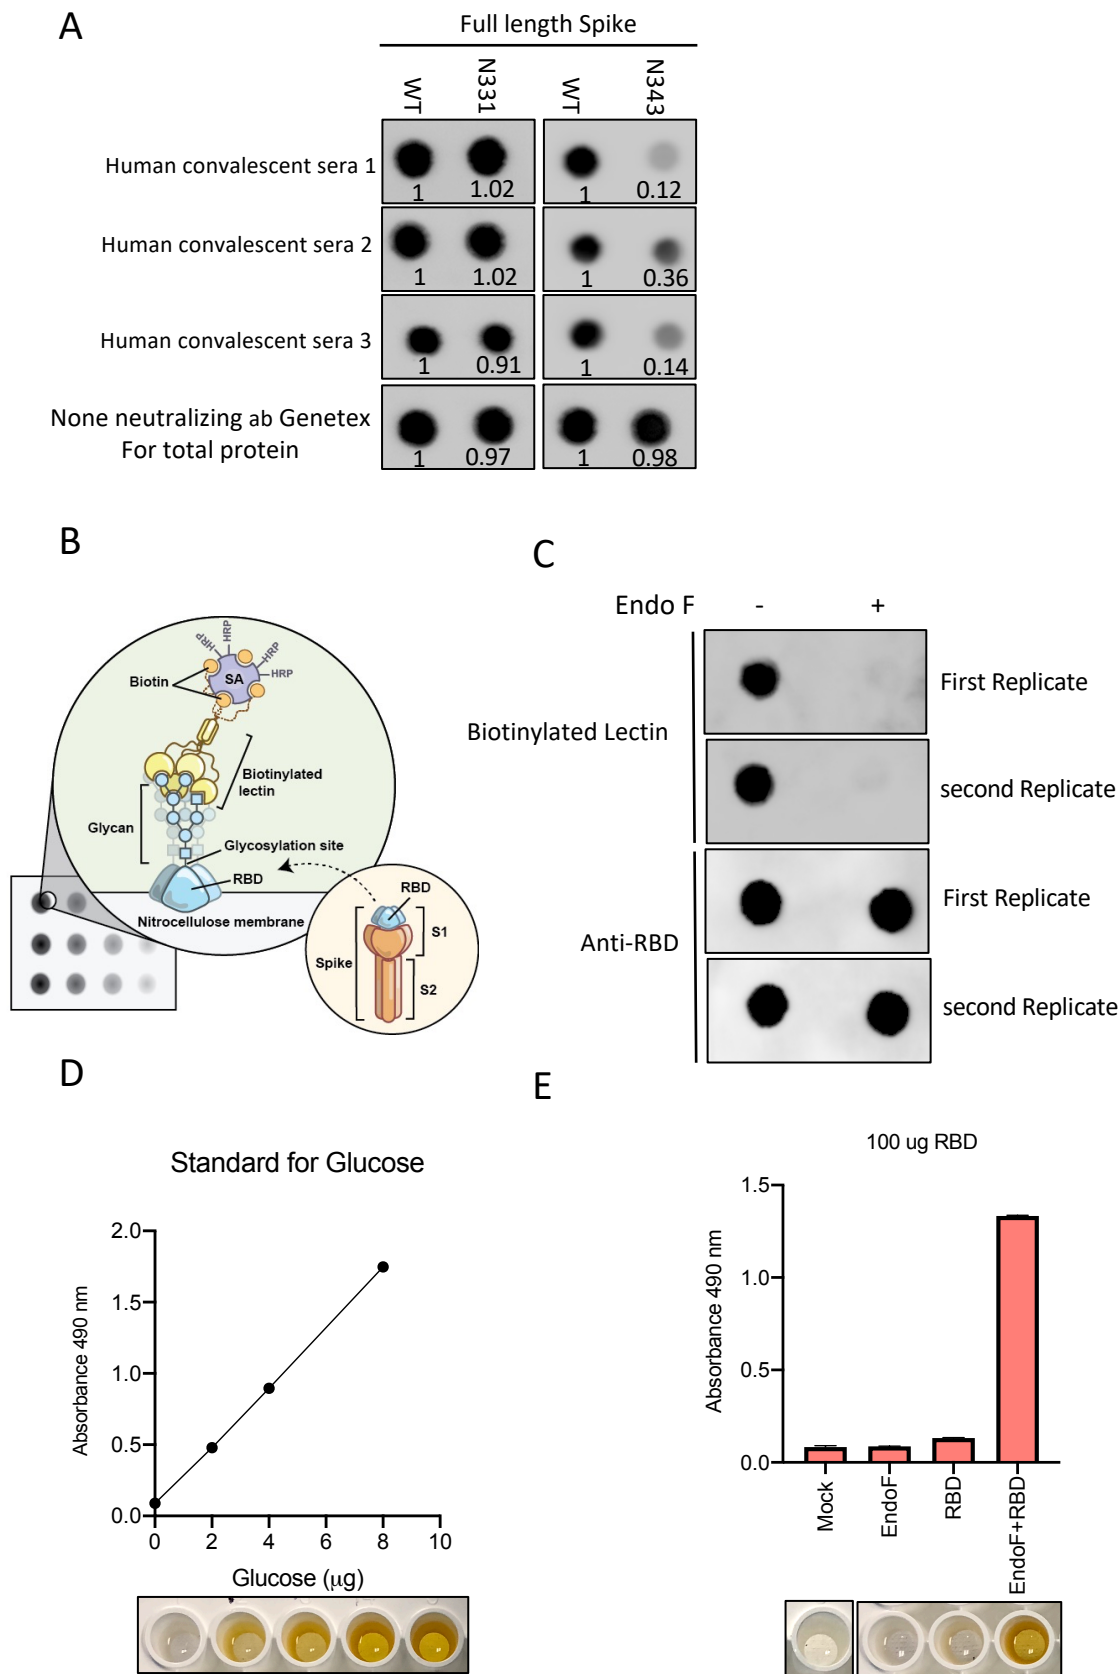 A
Full length Spike
WT
N331
WT
N343
Human convalescent sera 1
1
1.02
1
0.12
Human convalescent sera 2
1
1.02
1
0.36
Human convalescent sera 3
1
0.91
1
0.14
None neutralizing ab Genetex
For total protein
1
0.97
1
0.98
B
HRP
HRP
HRP
HRP
Biotin
SA
Biotinylated
lectin
Glycan
Glycosylation site
RBD
Nitrocellulose membrane
RBD
Spike
S1
S2
C
Endo F
-
+
Biotinylated Lectin
First Replicate
second Replicate
Anti-RBD
First Replicate
second Replicate
D
Standard for Glucose
Absorbance 490 nm
2.0
1.5
1.0
0.5
0.0
0
2
4
6
8
10
Glucose (μg)
E
100 ug RBD
Absorbance 490 nm
1.5
1.0
0.5
0.0
Mock
EndoF
RBD
EndoF+RBD